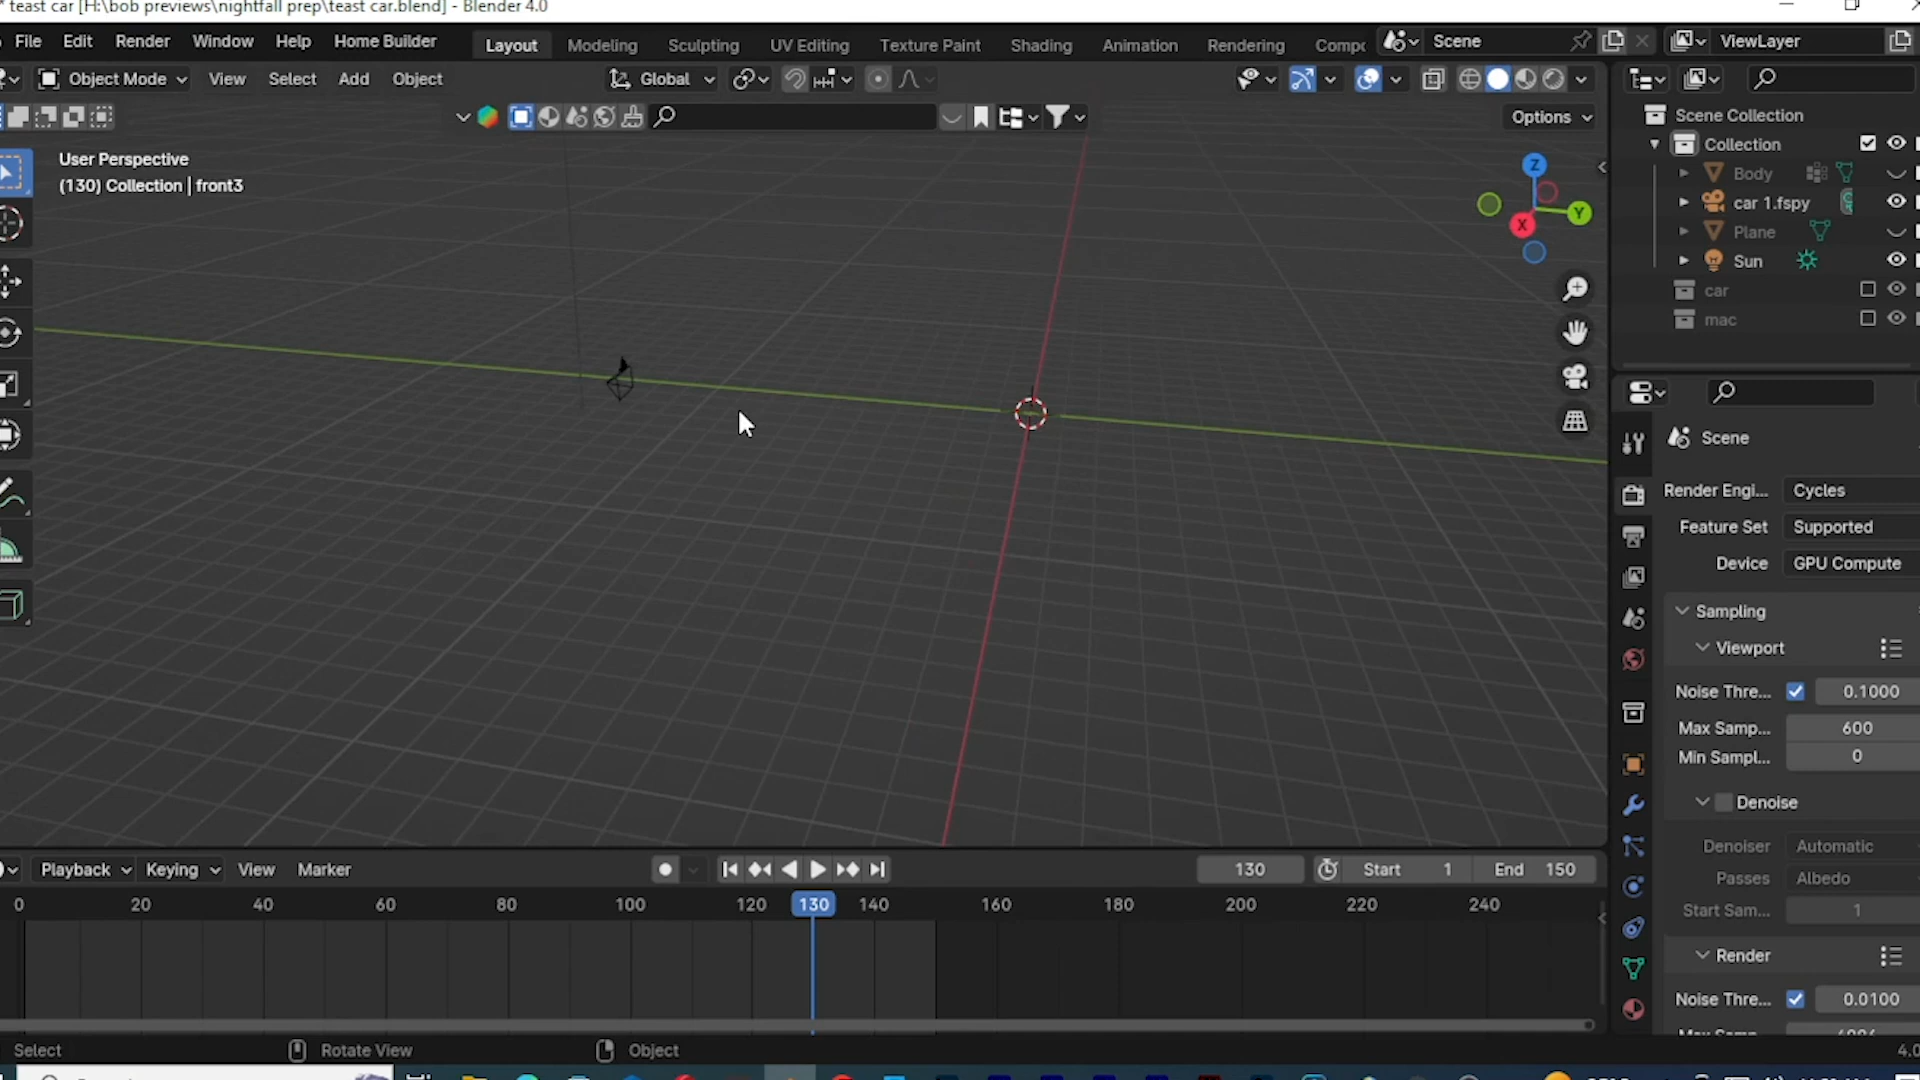 * teast car [H:\bob previews\nightfall prep\teast car.blend] - Blender 4.0
File Edit Render Window Help Home Builder Layout Modeling Sculpting UV Editing Texture Paint Shading Animation Rendering Compo Scene ViewLayer
Object Mode View Select Add Object Global
Options
User Perspective
(130) Collection | front3
Z
Y
X
Scene Collection
Collection
Body
car 1.fspy
Plane
Sun
car
mac
Scene
Render Engi... Cycles
Feature Set Supported
Device GPU Compute
Sampling
Viewport
Noise Thre... 0.1000
Max Samp... 600
Min Sampl... 0
Denoise
Denoiser Automatic
Passes Albedo
Start Sam... 1
Render
Noise Thre... 0.0100
Playback Keying View Marker 130 Start 1 End 150
0 20 40 60 80 100 120 130 140 160 180 200 220 240
Select Rotate View Object 4.0